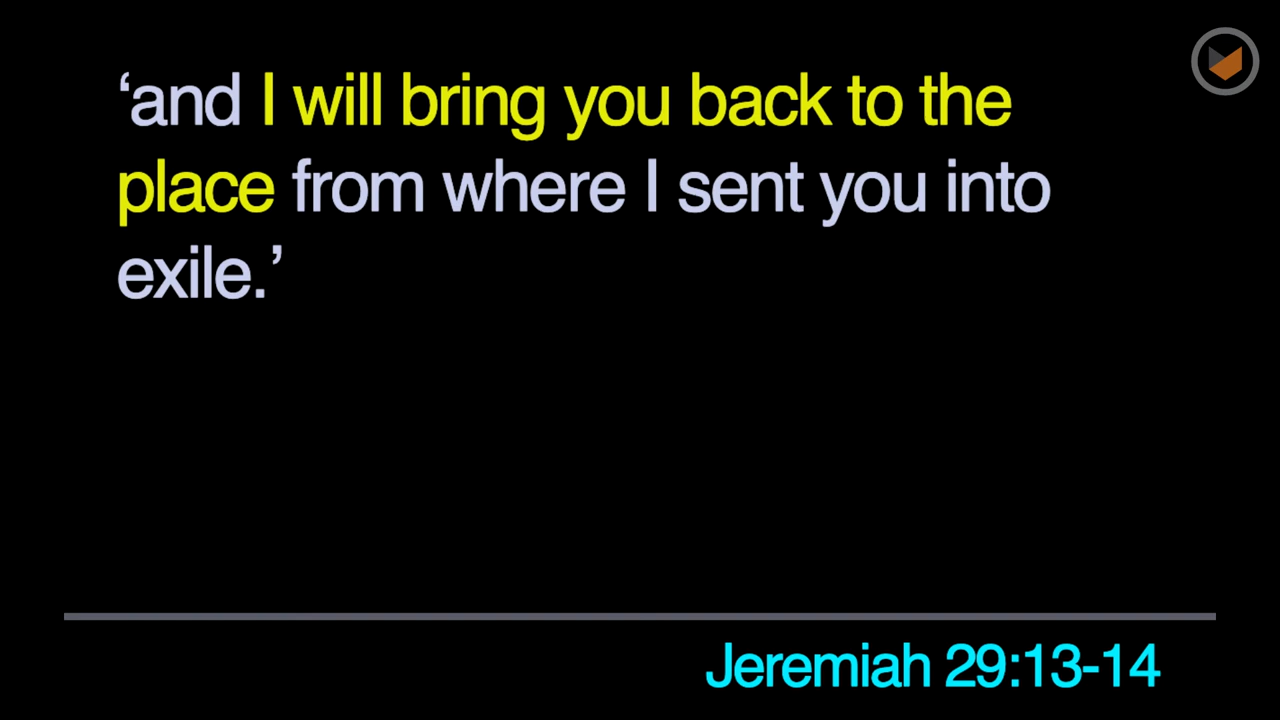 ‘and I will bring you back to the
place from where I sent you into
exile.’
Jeremiah 29:13-14